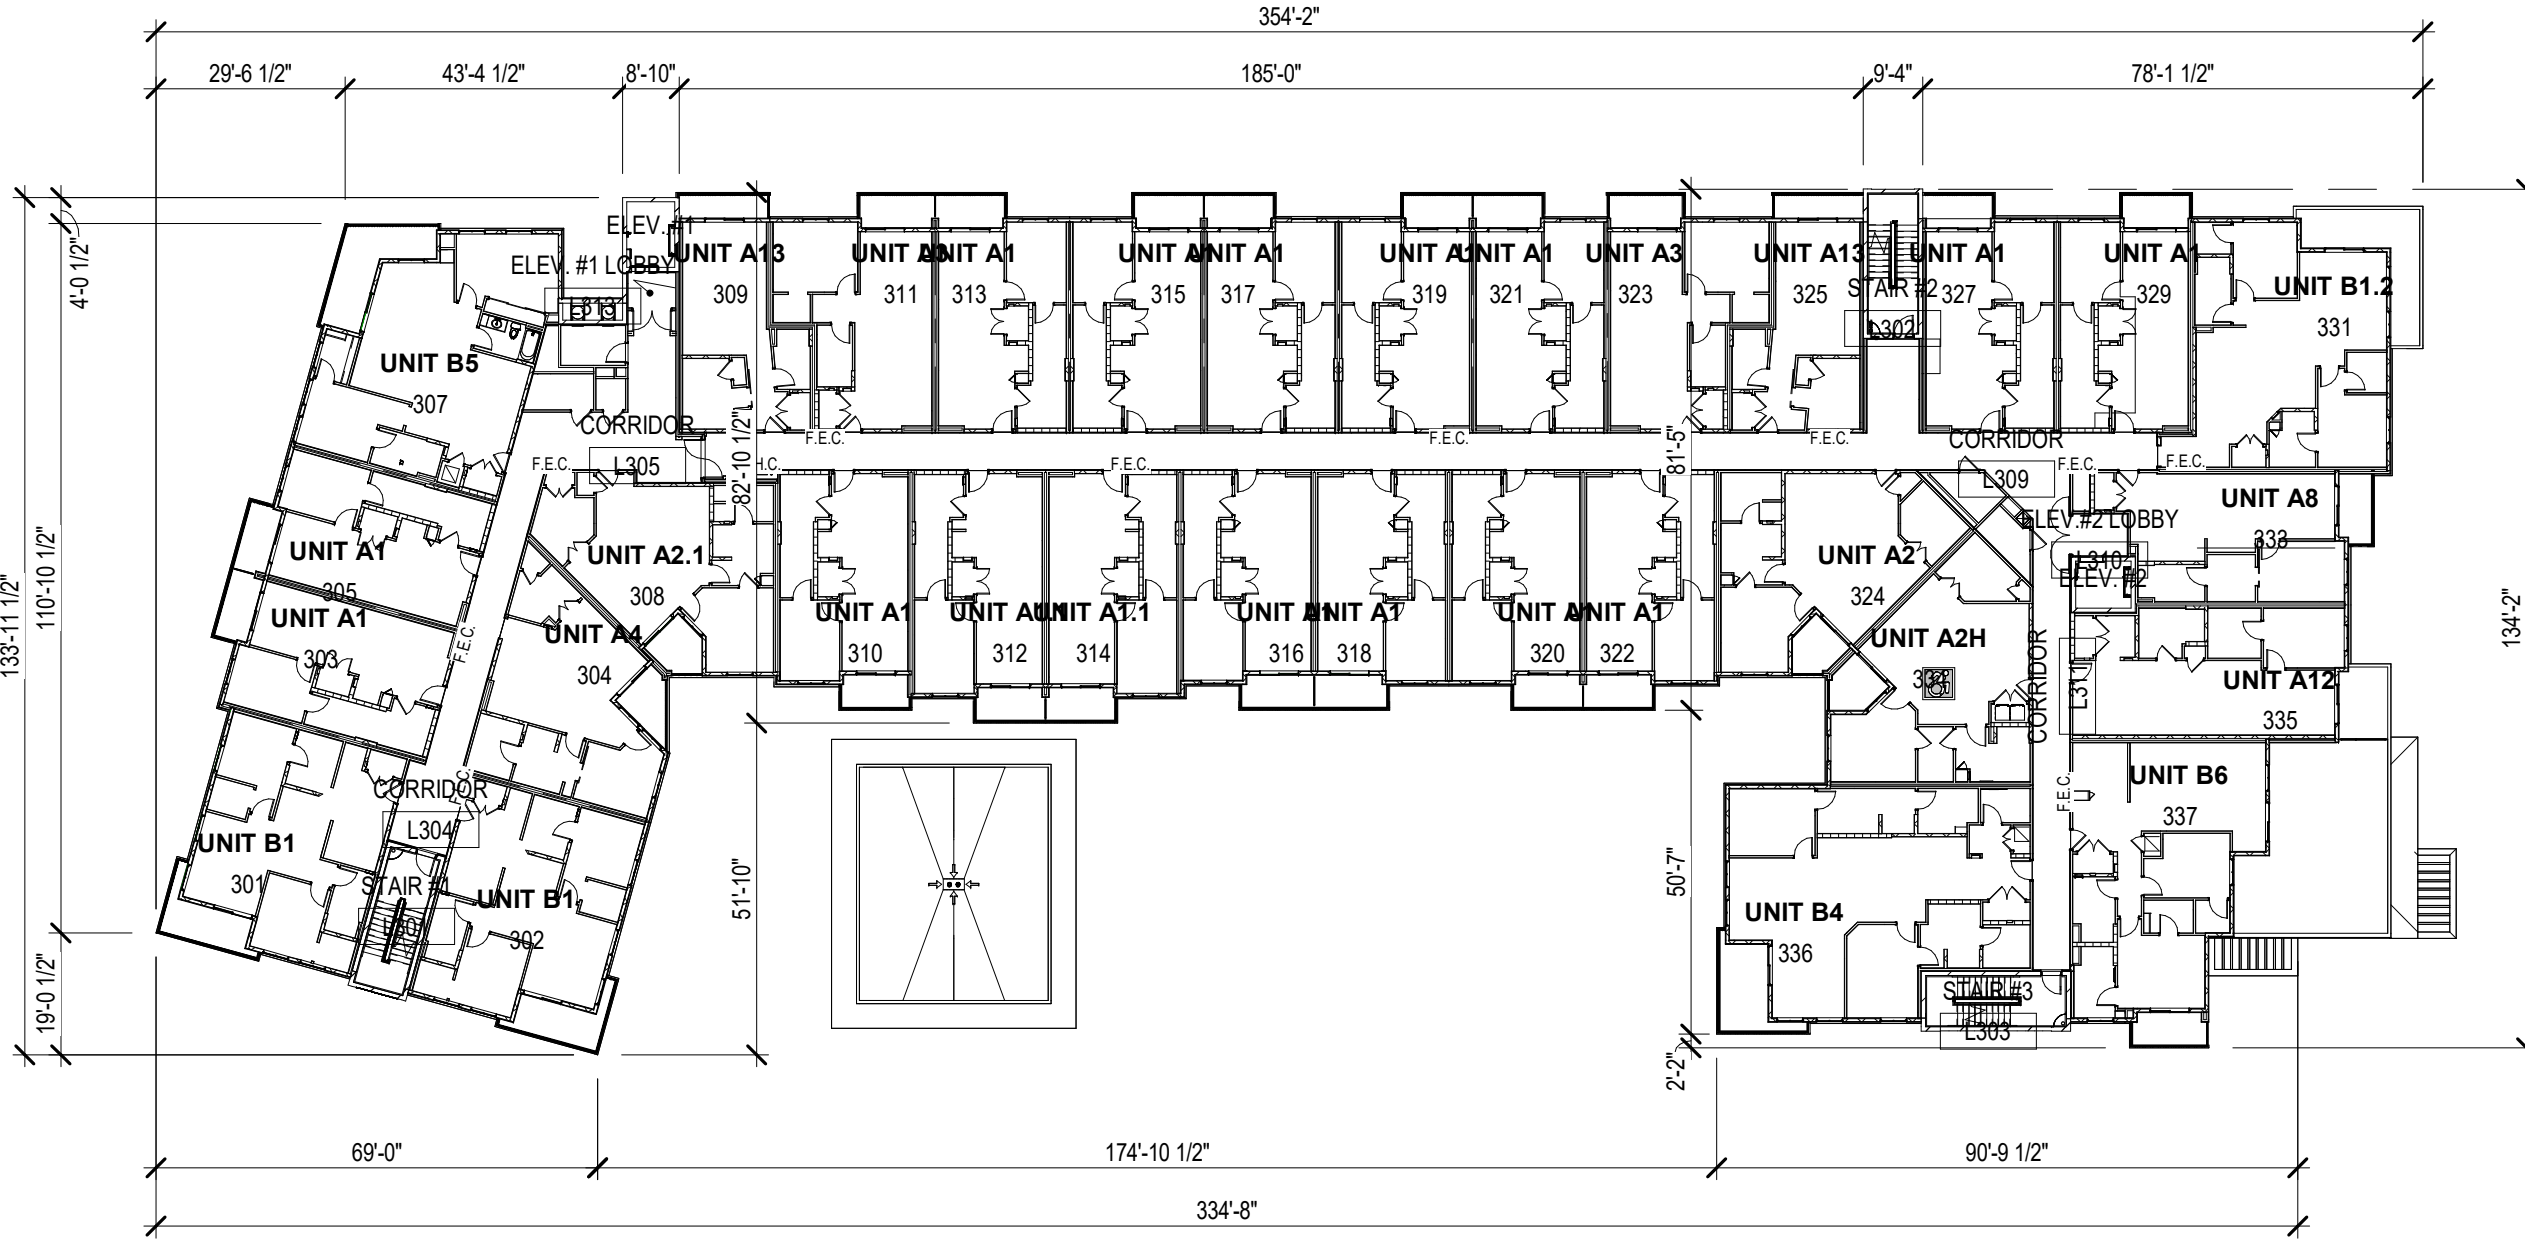 354'-2"
29'-6 1/2"
43'-4 1/2"
8'-10"
185'-0"
9'-4"
78'-1 1/2"
4'-0 1/2"
110'-10 1/2"
133'-11 1/2"
19'-0 1/2"
ELEV. #1
ELEV. #1 LOBBY
L313
UNIT A13
309
311
UNIT A1
313
315
UNIT A1
317
319
UNIT A1
321
UNIT A3
323
UNIT A13
325
STAIR #2
L302
UNIT A1
327
UNIT A1
329
UNIT B1.2
331
UNIT B5
307
CORRIDOR
L305
F.E.C.
F.E.C.
F.E.C.
F.E.C.
F.E.C.
82'-10 1/2"
81'-5"
CORRIDOR
L309
F.E.C.
F.E.C.
UNIT A8
333
ELEV.#2 LOBBY
L310
ELEV. #2
UNIT A1
305
UNIT A1
303
F.E.C.
UNIT A2.1
308
UNIT A4
304
UNIT A1
310
312
UNIT A1.1
314
316
UNIT A1
318
320
UNIT A1
322
UNIT A2
324
UNIT A2H
334
CORRIDOR
L311
UNIT A12
335
134'-2"
CORRIDOR
L304
UNIT B1
301
STAIR #1
L301
UNIT B1
302
51'-10"
50'-7"
2'-2"
UNIT B6
337
F.E.C.
UNIT B4
336
STAIR #3
L303
69'-0"
174'-10 1/2"
90'-9 1/2"
334'-8"